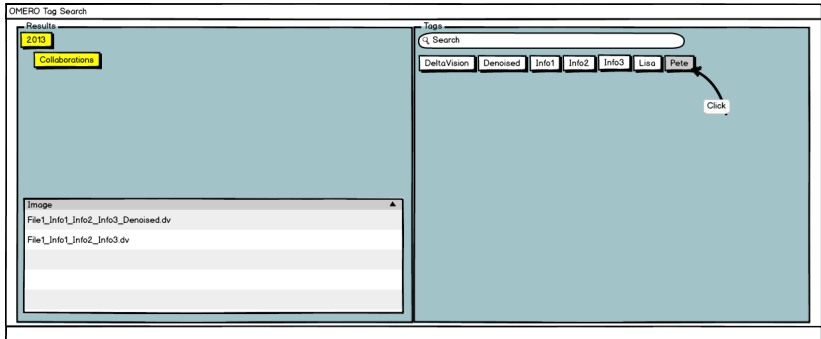 OMERO Tag Search
Results
2013
Collaborations
Image
File1_Info1_Info2_Info3_Denoised.dv
File1_Info1_Info2_Info3.dv
Tags
Search
DeltaVision Denoised Info1 Info2 Info3 Lisa Pete
Click